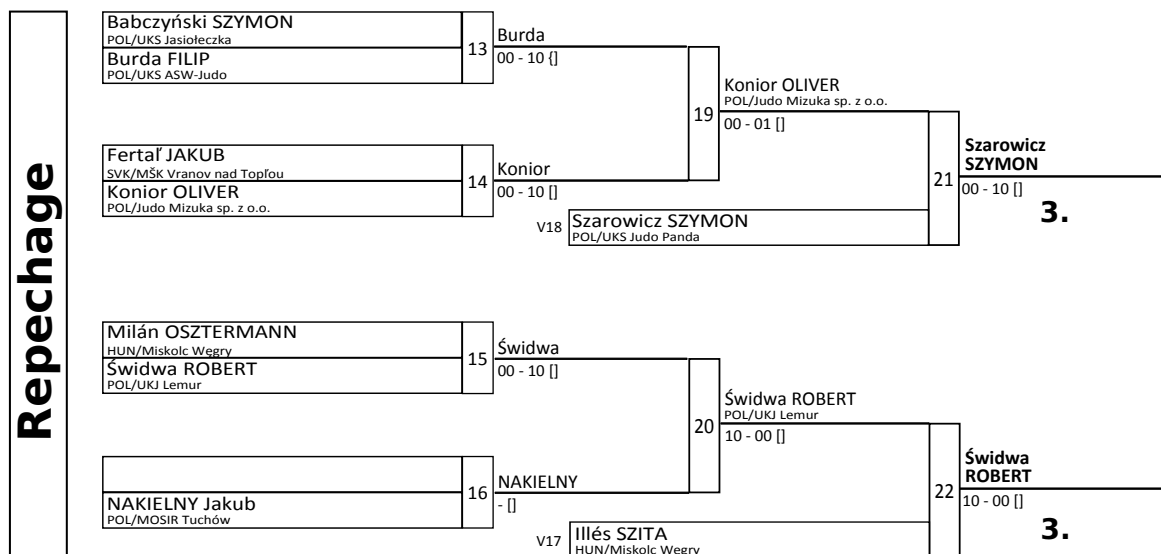 Repechage
Babczyński SZYMON
POL/UKS Jasiołeczka
Burda FILIP
POL/UKS ASW-Judo
13
Burda
00 - 10 {]
Fertaľ JAKUB
SVK/MŠK Vranov nad Topľou
Konior OLIVER
POL/Judo Mizuka sp. z o.o.
14
Konior
00 - 10 []
19
Konior OLIVER
POL/Judo Mizuka sp. z o.o.
00 - 01 []
V18
Szarowicz SZYMON
POL/UKS Judo Panda
21
Szarowicz
SZYMON
00 - 10 []
3.
Milán OSZTERMANN
HUN/Miskolc Węgry
Świdwa ROBERT
POL/UKJ Lemur
15
Świdwa
00 - 10 []
NAKIELNY Jakub
POL/MOSIR Tuchów
16
NAKIELNY
- []
20
Świdwa ROBERT
POL/UKJ Lemur
10 - 00 []
V17
Illés SZITA
HUN/Miskolc Węgry
22
Świdwa
ROBERT
10 - 00 []
3.